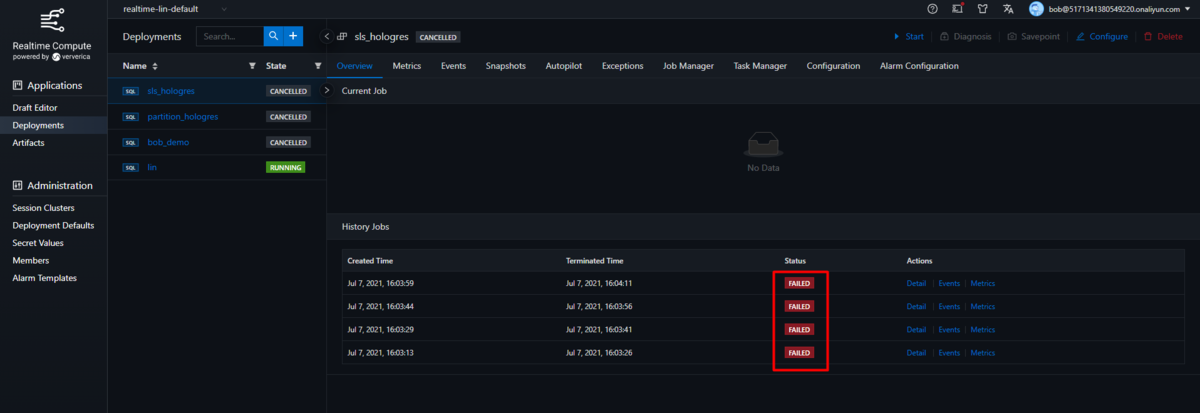 realtime-lin-default
bob@5171341380549220.onaliyun.com
Realtime Compute
powered by ververica
Applications
Draft Editor
Deployments
Artifacts
Administration
Session Clusters
Deployment Defaults
Secret Values
Members
Alarm Templates
Deployments
Search...
Name State
SQL sls_hologres CANCELLED
SQL partition_hologres CANCELLED
SQL bob_demo CANCELLED
SQL lin RUNNING
sls_hologres CANCELLED
Start Diagnosis Savepoint Configure Delete
Overview Metrics Events Snapshots Autopilot Exceptions Job Manager Task Manager Configuration Alarm Configuration
Current Job
No Data
History Jobs
Created Time Terminated Time Status Actions
Jul 7, 2021, 16:03:59 Jul 7, 2021, 16:04:11 FAILED Detail Events Metrics
Jul 7, 2021, 16:03:44 Jul 7, 2021, 16:03:56 FAILED Detail Events Metrics
Jul 7, 2021, 16:03:29 Jul 7, 2021, 16:03:41 FAILED Detail Events Metrics
Jul 7, 2021, 16:03:13 Jul 7, 2021, 16:03:26 FAILED Detail Events Metrics